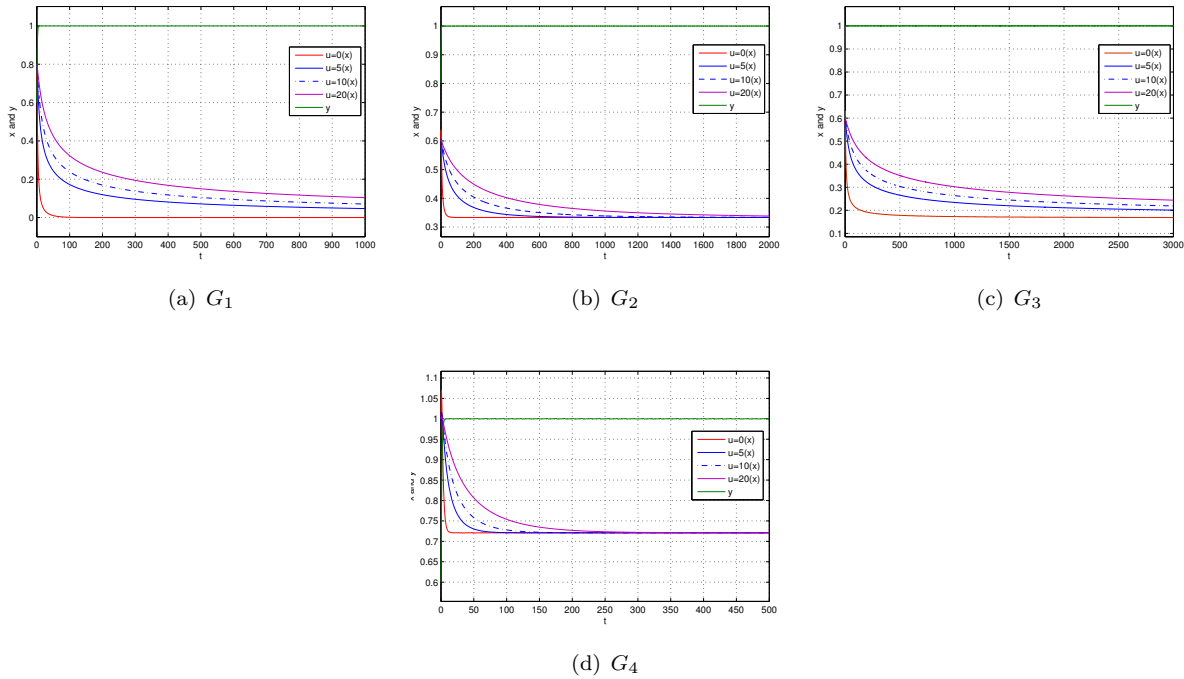 1
0.8
0.6
0.4
0.2
0
x and y
0 100 200 300 400 500 600 700 800 900 1000
t
u=0(x)
u=5(x)
u=10(x)
u=20(x)
y
(a) G1
1
0.9
0.8
0.7
0.6
0.5
0.4
0.3
x and y
0 200 400 600 800 1000 1200 1400 1600 1800 2000
t
u=0(x)
u=5(x)
u=10(x)
u=20(x)
y
(b) G2
1
0.9
0.8
0.7
0.6
0.5
0.4
0.3
0.2
0.1
x and y
0 500 1000 1500 2000 2500 3000
t
u=0(x)
u=5(x)
u=10(x)
u=20(x)
y
(c) G3
1.1
1.05
1
0.95
0.9
0.85
0.8
0.75
0.7
0.65
0.6
x and y
0 50 100 150 200 250 300 350 400 450 500
t
u=0(x)
u=5(x)
u=10(x)
u=20(x)
y
(d) G4